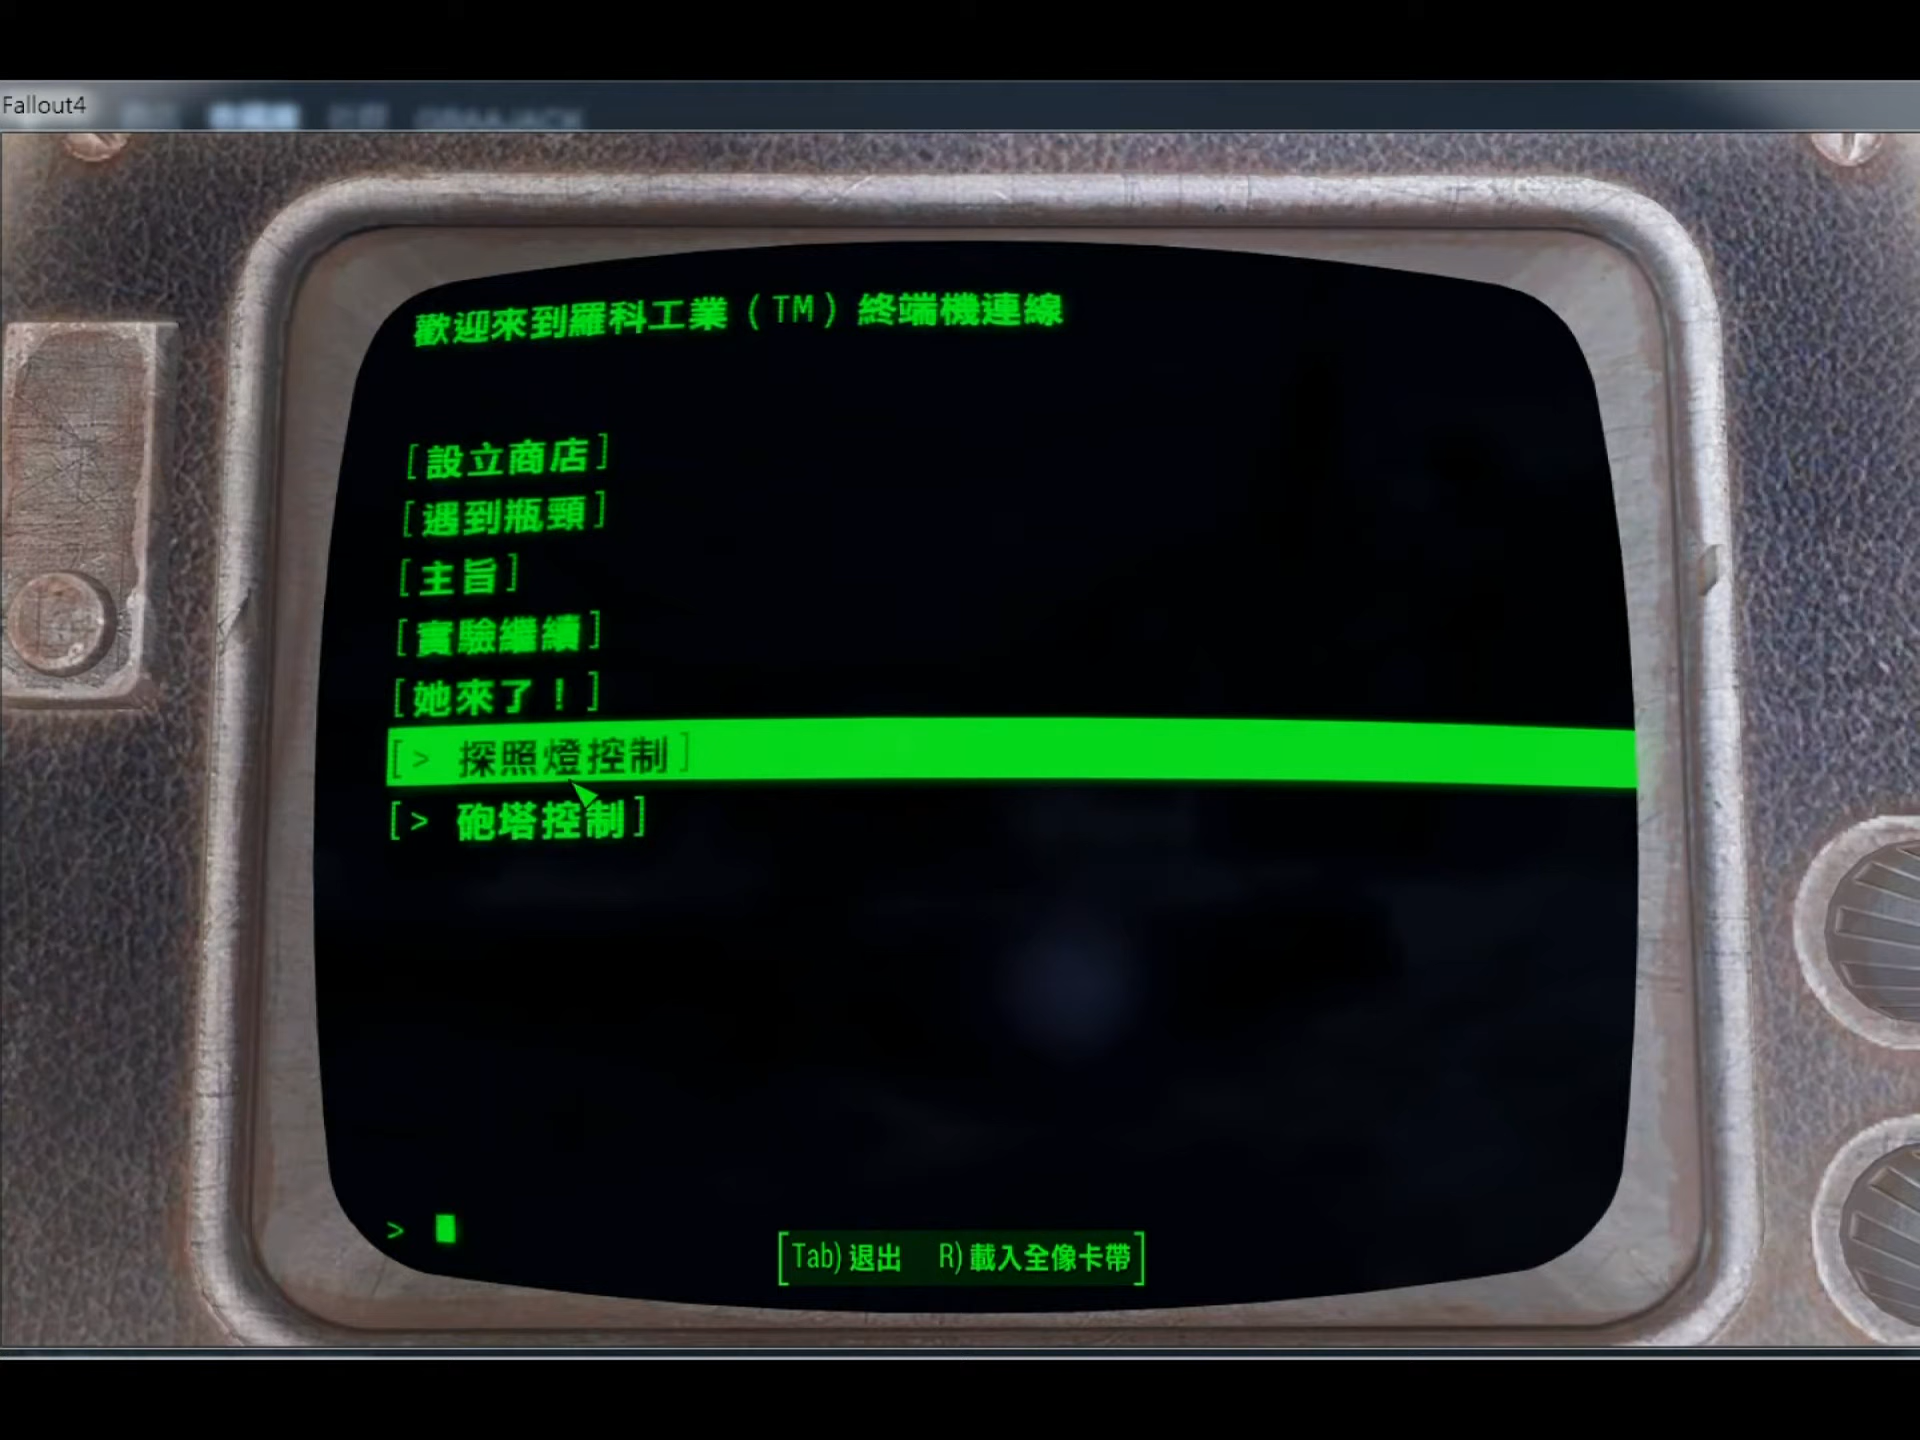 Fallout4
歡迎來到羅科工業（TM）終端機連線
[設立商店]
[遇到瓶頸]
[主旨]
[實驗繼續]
[她來了！]
[> 探照燈控制]
[> 砲塔控制]
>
[Tab)退出 R)載入全像卡帶]